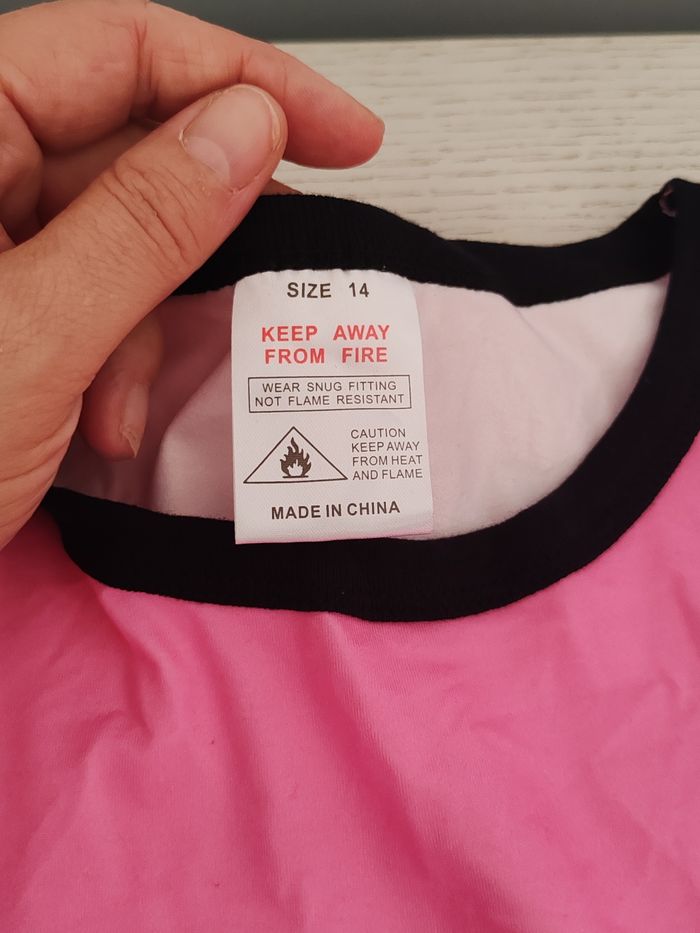 SIZE 14
KEEP AWAY
FROM FIRE
WEAR SNUG FITTING
NOT FLAME RESISTANT
CAUTION
KEEP AWAY
FROM HEAT
AND FLAME
MADE IN CHINA